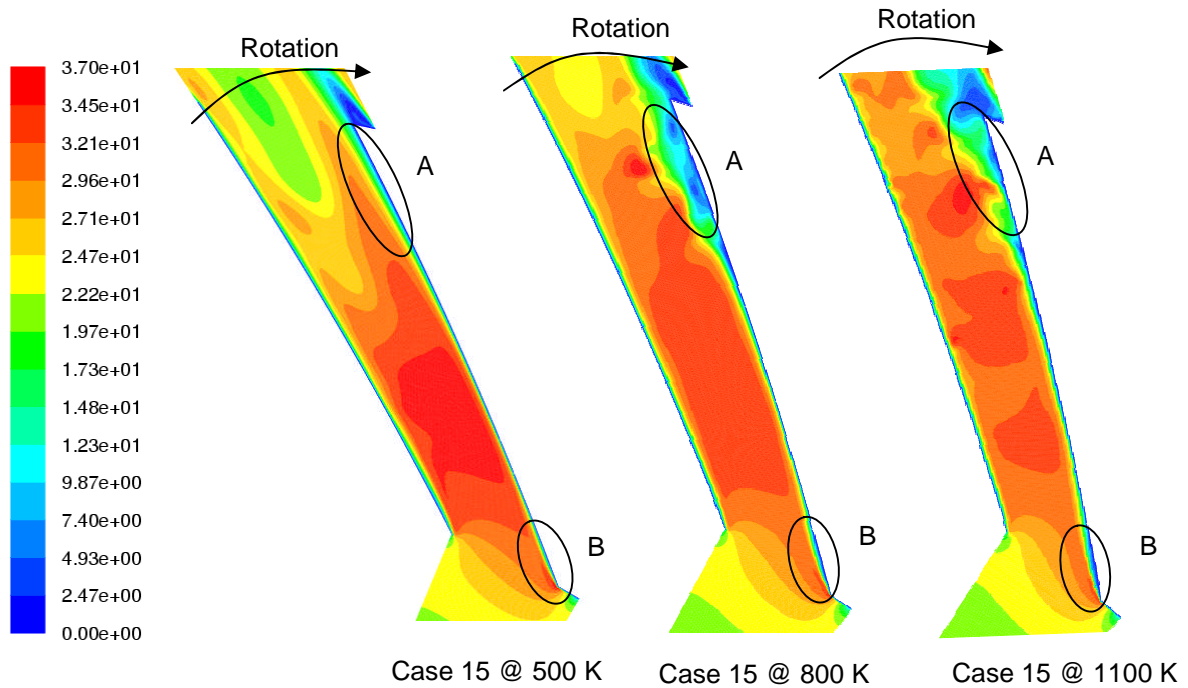 Rotation
Rotation
Rotation
3.70e+01
3.45e+01
3.21e+01
2.96e+01
2.71e+01
2.47e+01
2.22e+01
1.97e+01
1.73e+01
1.48e+01
1.23e+01
9.87e+00
7.40e+00
4.93e+00
2.47e+00
0.00e+00
A
A
A
B
B
B
Case 15 @ 500 K
Case 15 @ 800 K
Case 15 @ 1100 K